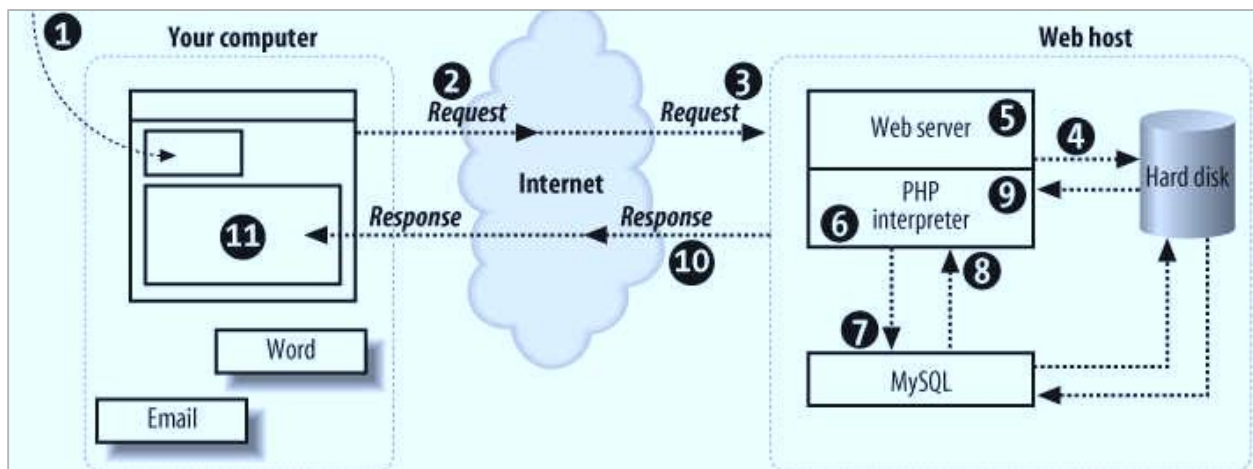 1
Your computer
Web host
2
Request
Request
3
Web server
5
4
Hard disk
Internet
PHP
interpreter
9
6
Response
Response
11
10
8
7
Word
MySQL
Email